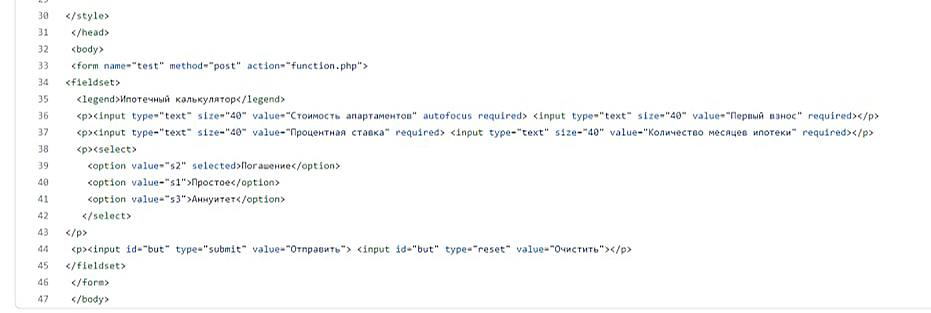 30 </style>
31 </head>
32 <body>
33 <form name="test" method="post" action="function.php">
34 <fieldset>
35 <legend>Ипотечный калькулятор</legend>
36 <p><input type="text" size="40" value="Стоимость апартаментов" autofocus required> <input type="text" size="40" value="Первый взнос" required></p>
37 <p><input type="text" size="40" value="Процентная ставка" required> <input type="text" size="40" value="Количество месяцев ипотеки" required></p>
38 <p><select>
39 <option value="s2" selected>Погашение</option>
40 <option value="s1">Простое</option>
41 <option value="s3">Аннуитет</option>
42 </select>
43 </p>
44 <p><input id="but" type="submit" value="Отправить"> <input id="but" type="reset" value="Очистить"></p>
45 </fieldset>
46 </form>
47 </body>